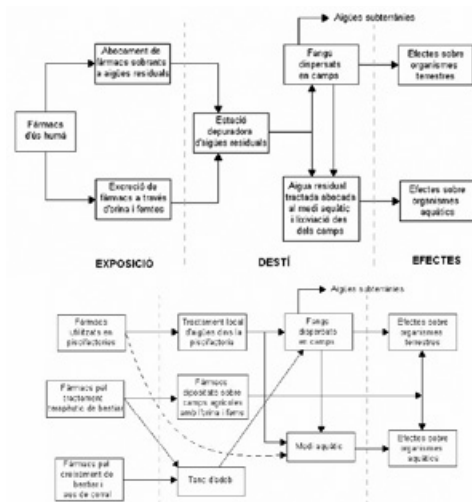 Aigües subterrànies
Abocament de
fàrmacs sobrants
a aigües residuals
Fangs
dispersats
en camps
Efectes sobre
organismes
terrestres
Fàrmacs
d'ús humà
Estació
depuradora
d'aigües residuals
Excreció de
fàrmacs a través
d'orina i femtes
Aigua residual
tractada abocada
al medi aquàtic
i lixiviació des
dels camps
Efectes sobre
organismes
aquàtics
EXPOSICIÓ
DESTÍ
EFECTES
Aigües subterrànies
Fàrmacs
utilitzats en
piscifactories
Tractament local
d'aigües dins la
piscifactoria
Fangs
dispersats
en camps
Efectes sobre
organismes
terrestres
Fàrmacs pel
tractament
terapèutic de bestiar
Fàrmacs
dipositats sobre
camps agrícoles
amb l'orina i fems
Medi aquàtic
Efectes sobre
organismes
aquàtics
Fàrmacs pel
creixement de
bestiar i
aus de corral
Tanc d'adob